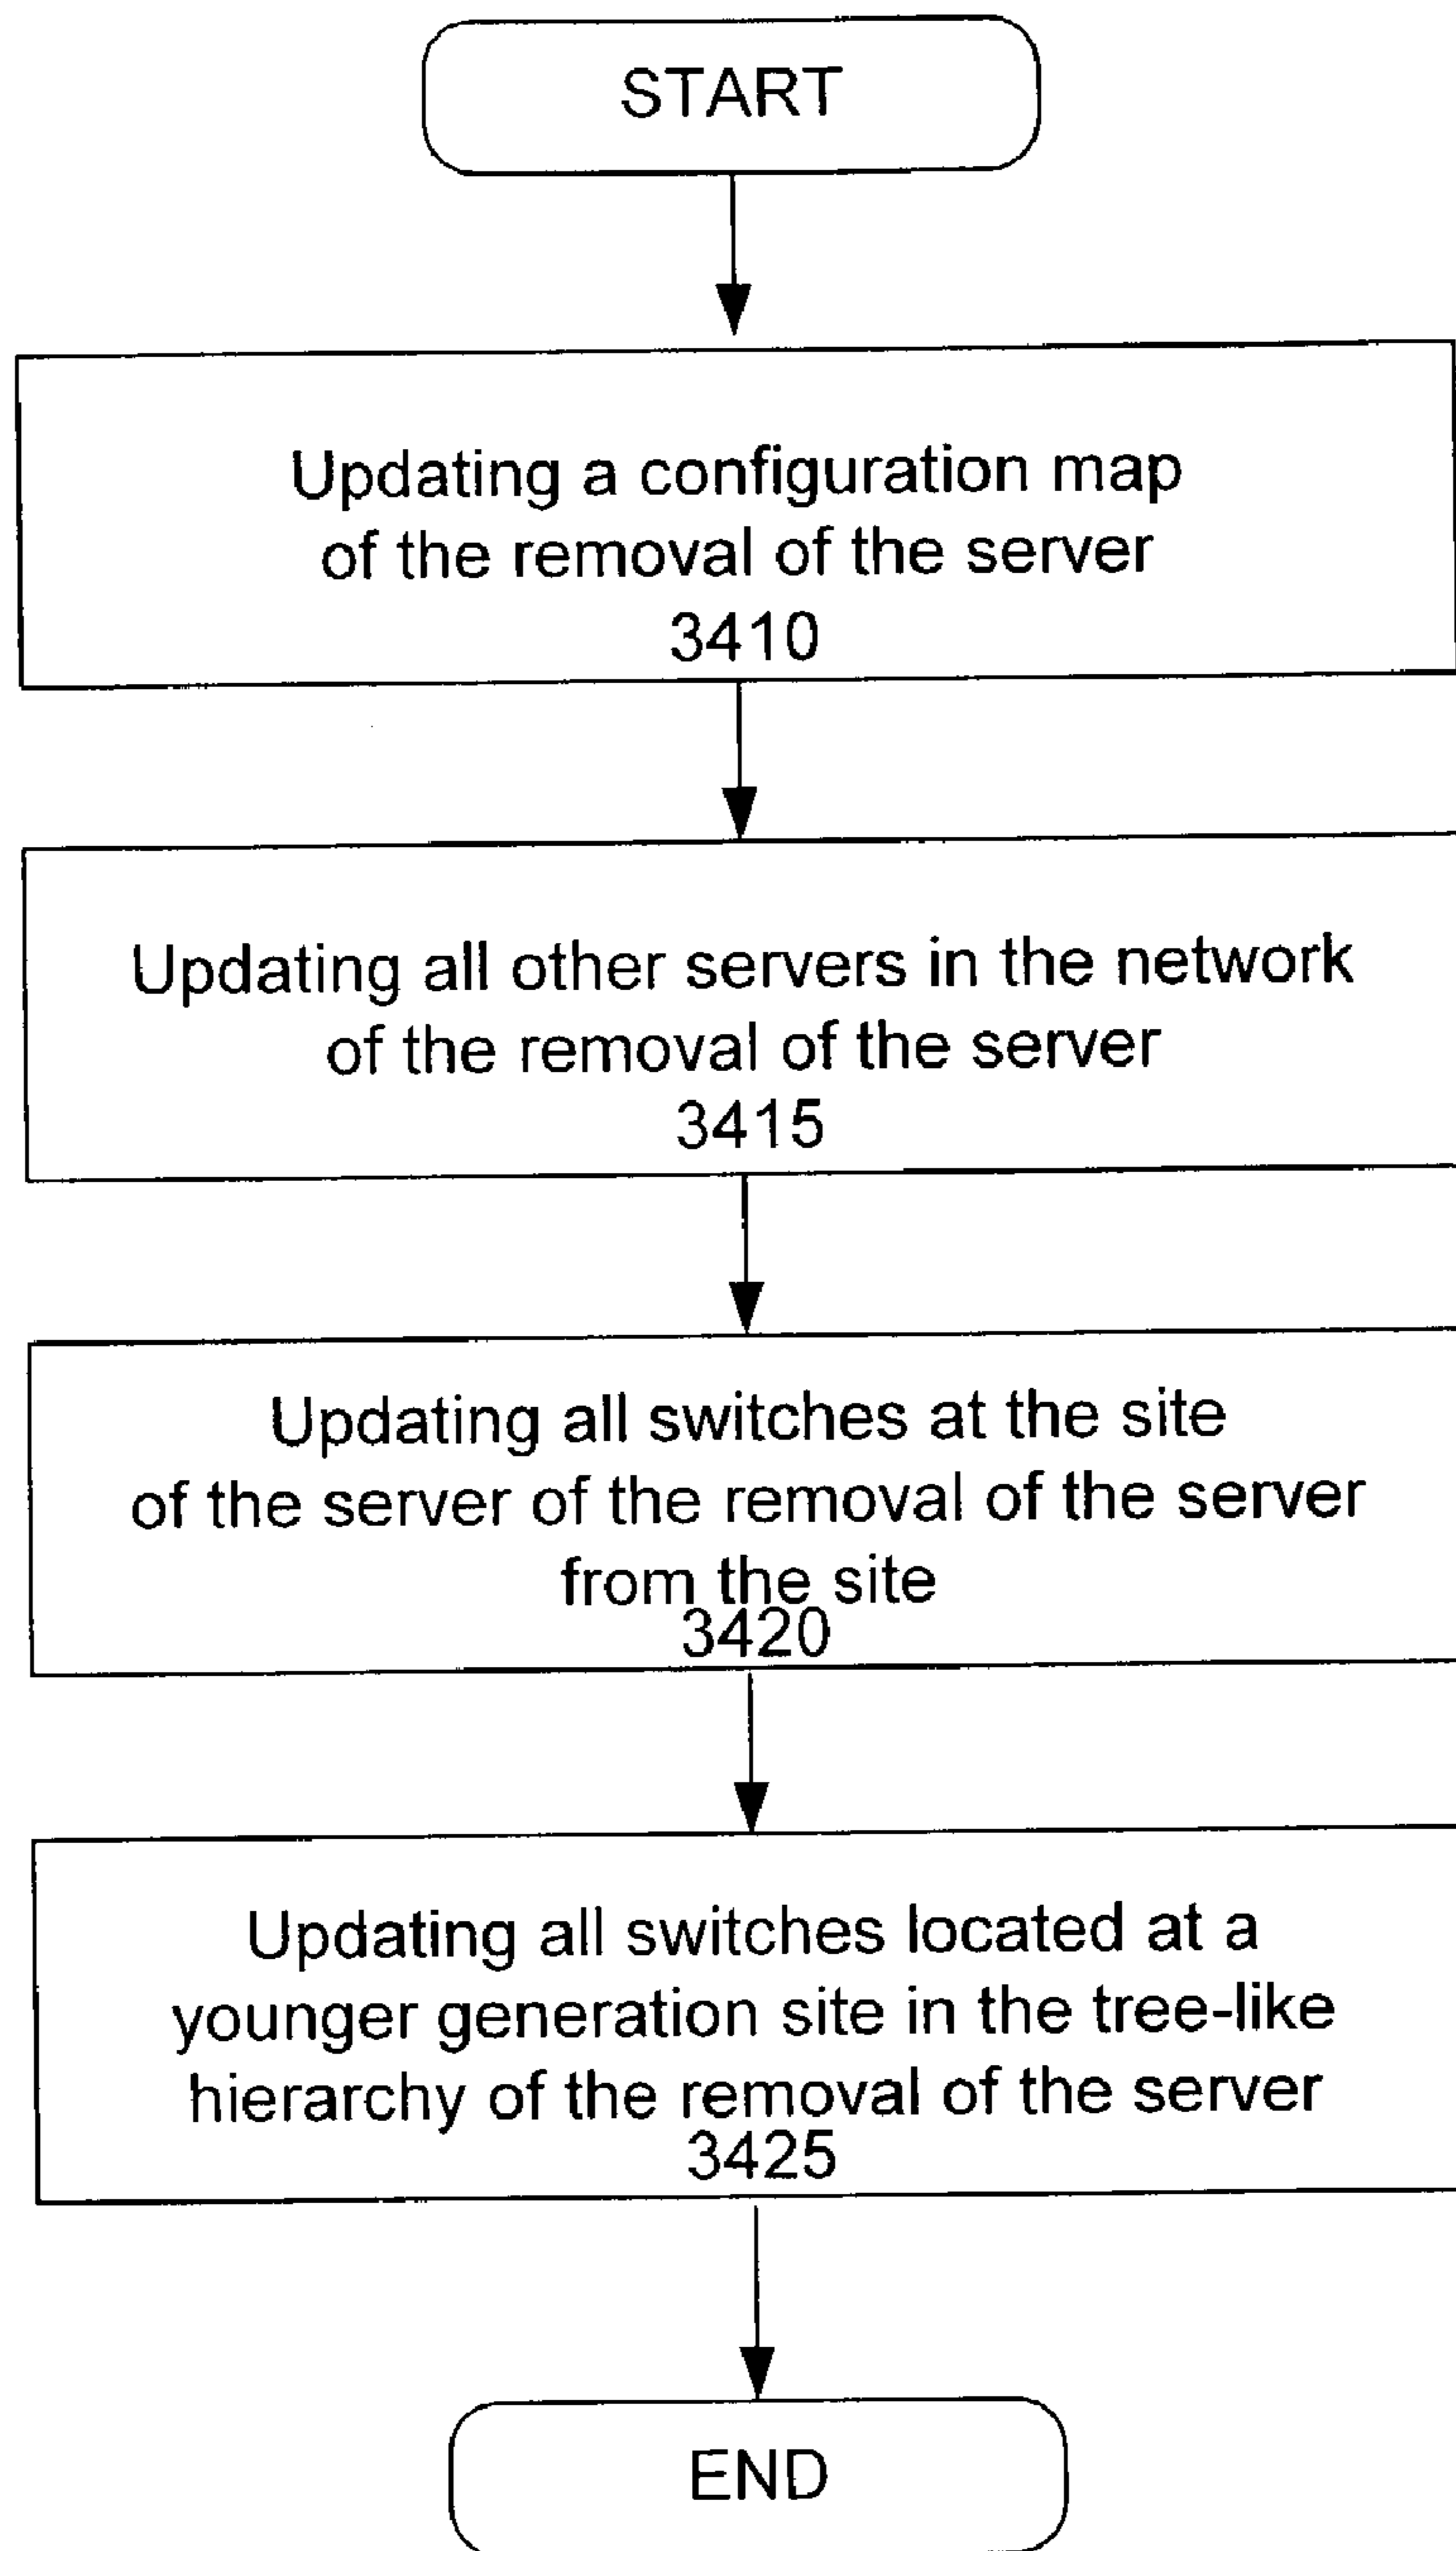 START
Updating a configuration map
of the removal of the server
3410
Updating all other servers in the network
of the removal of the server
3415
Updating all switches at the site
of the server of the removal of the server
from the site
3420
Updating all switches located at a
younger generation site in the tree-like
hierarchy of the removal of the server
3425
END